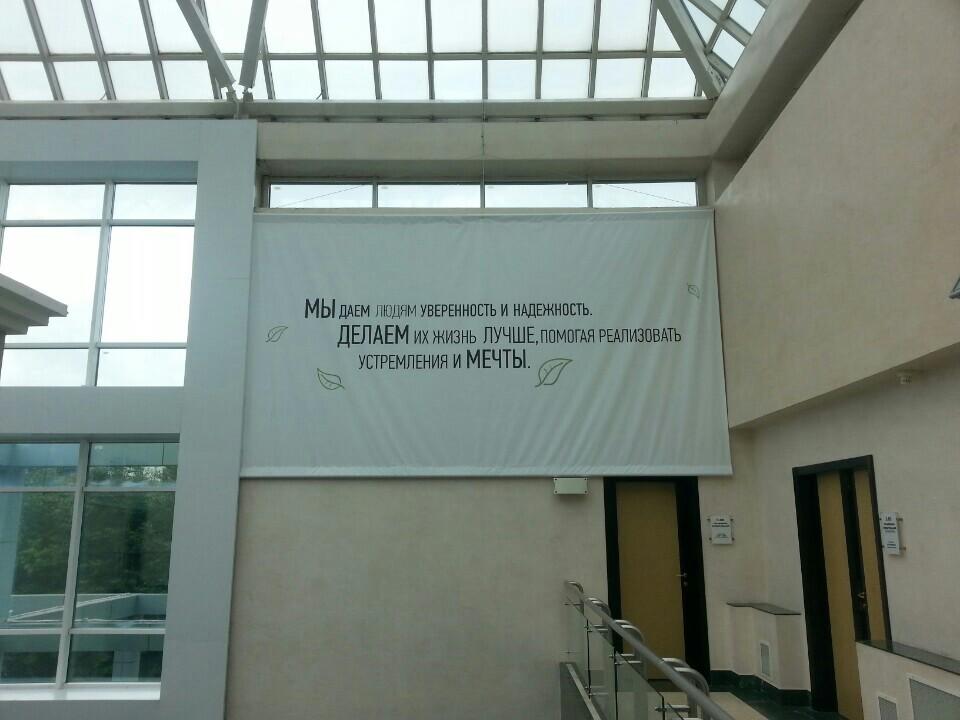 Мы даем людям уверенность и надежность.
Делаем их жизнь лучше, помогая реализовать
устремления и мечты.